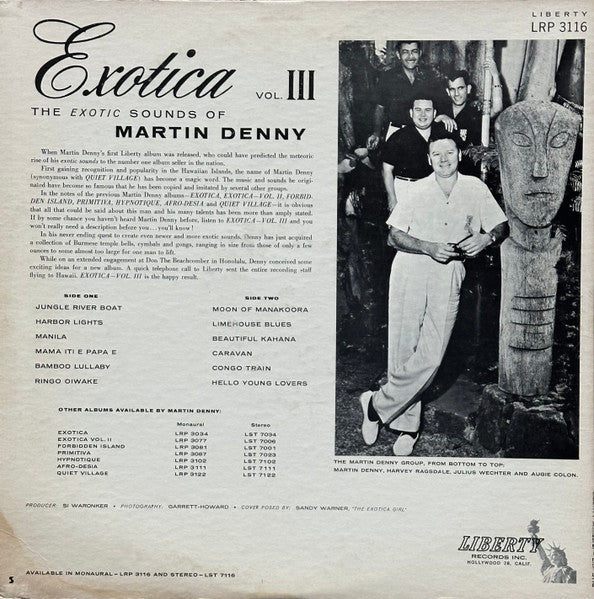 LIBERTY
LRP 3116
Exotica VOL. III
THE EXOTIC SOUNDS OF
MARTIN DENNY
When Martin Denny's first Liberty album was released, who could have predicted the meteoric
rise of his exotic sounds to the number one album seller in the nation.
First gaining recognition and popularity in the Hawaiian Islands, the name of Martin Denny
(synonymous with QUIET VILLAGE) has become a magic word. The music and sounds he origi-
nated have become so famous that he has been copied and imitated by several other groups.
In the notes of the previous Martin Denny albums—EXOTICA, EXOTICA—VOL. II, FORBID-
DEN ISLAND, PRIMITIVA, HYPNOTIQUE, AFRO-DESIA and QUIET VILLAGE—it is obvious
that all that could be said about this man and his many talents has been more than apply stated.
If by some chance you haven't heard Martin Denny before, listen to EXOTICA—VOL. III and you
won't really need a description before you . . . you'll know !
In his never ending quest to create even newer and more exotic sounds, Denny has just acquired
a collection of Burmese temple bells, cymbals and gongs, ranging in size from those of only a few
ounces to some almost too large for one man to lift.
While on an extended engagement at Don The Beachcomber in Honolulu, Denny conceived some
exciting ideas for a new album. A quick telephone call to Liberty sent the entire recording staff
flying to Hawaii. EXOTICA—VOL. III is the happy result.
SIDE ONE
JUNGLE RIVER BOAT
HARBOR LIGHTS
MANILA
MAMA ITI E PAPA E
BAMBOO LULLABY
RINGO OIWAKE
SIDE TWO
MOON OF MANAKOORA
LIMEHOUSE BLUES
BEAUTIFUL KAHANA
CARAVAN
CONGO TRAIN
HELLO YOUNG LOVERS
OTHER ALBUMS AVAILABLE BY MARTIN DENNY:
Monaural Stereo
EXOTICA LRP 3034 LST 7034
EXOTICA VOL. II LRP 3077 LST 7006
FORBIDDEN ISLAND LRP 3081 LST 7001
PRIMITIVA LRP 3087 LST 7023
HYPNOTIQUE LRP 3102 LST 7102
AFRO-DESIA LRP 3111 LST 7111
QUIET VILLAGE LRP 3122 LST 7122
THE MARTIN DENNY GROUP, FROM BOTTOM TO TOP:
MARTIN DENNY, HARVEY RAGSDALE, JULIUS WECHTER AND AUGIE COLON.
PRODUCER: SI WARONKER • PHOTOGRAPHY: GARRETT-HOWARD • COVER POSED BY: SANDY WARNER, "THE EXOTICA GIRL"
LIBERTY
RECORDS INC.
HOLLYWOOD 28, CALIF.
5
AVAILABLE IN MONAURAL—LRP 3116 AND STEREO—LST 7116